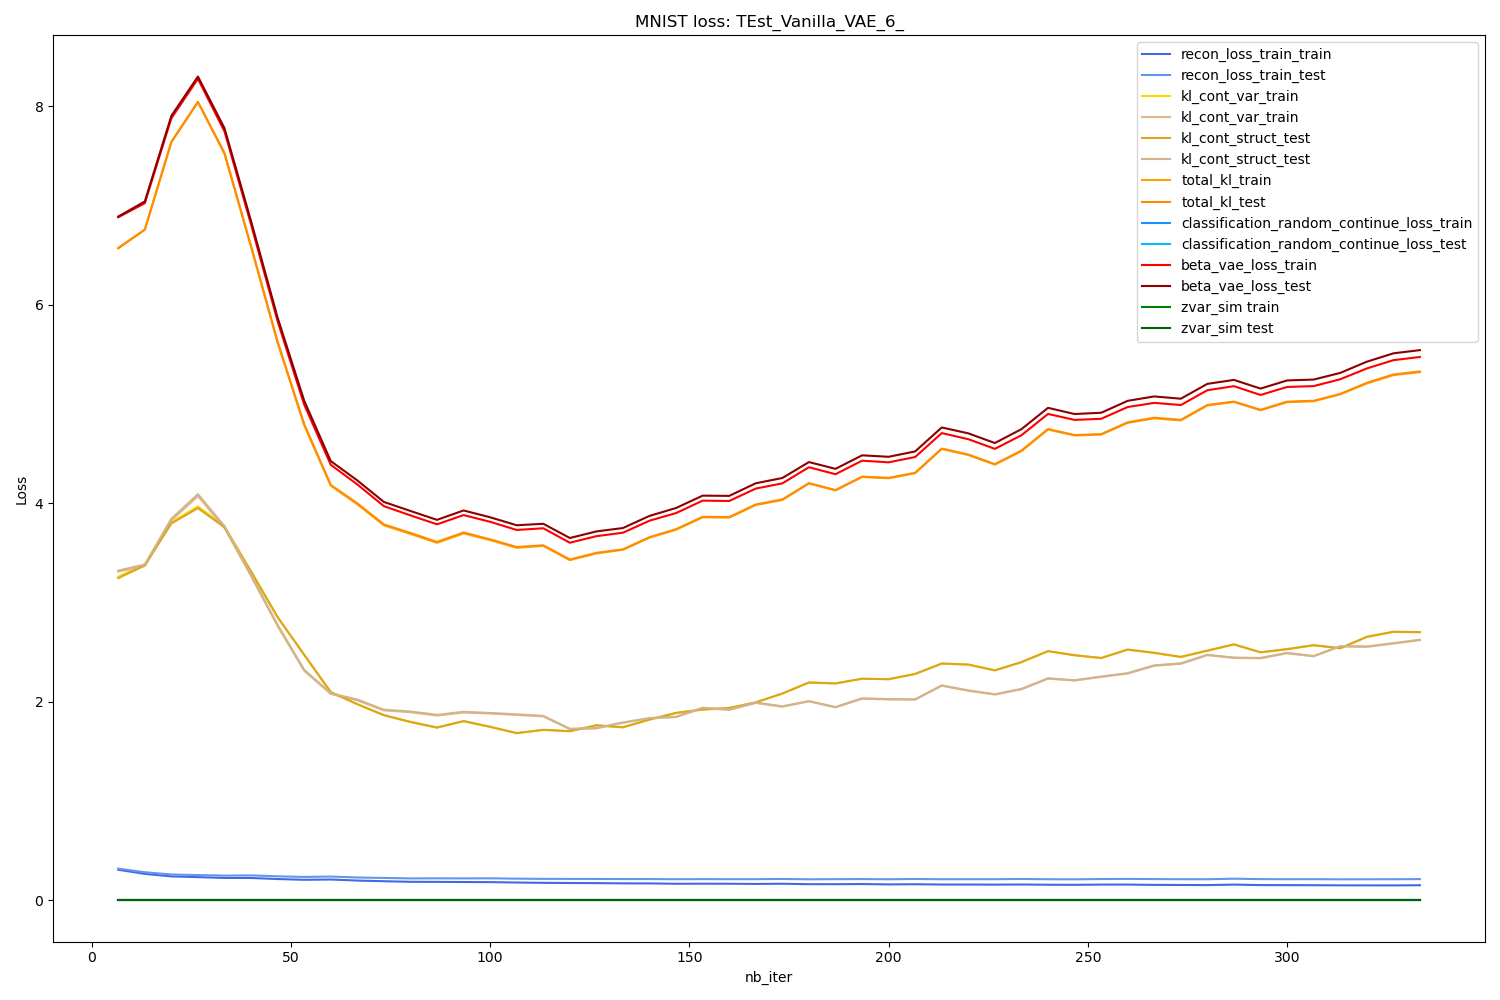 MNIST loss: TEst_Vanilla_VAE_6_
recon_loss_train_train
recon_loss_train_test
kl_cont_var_train
kl_cont_var_train
kl_cont_struct_test
kl_cont_struct_test
total_kl_train
total_kl_test
classification_random_continue_loss_train
classification_random_continue_loss_test
beta_vae_loss_train
beta_vae_loss_test
zvar_sim train
zvar_sim test
8
6
4
2
0
Loss
0 50 100 150 200 250 300
nb_iter